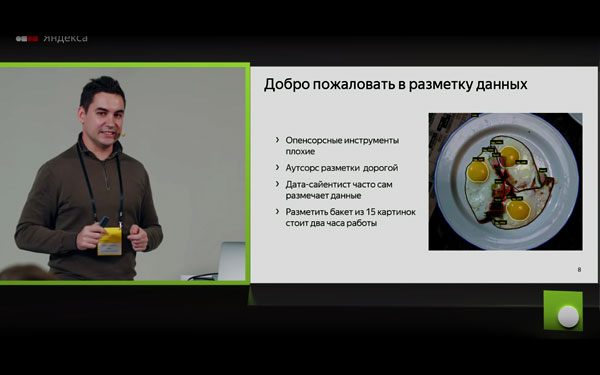 Яндекса
Добро пожаловать в разметку данных
› Опенсорсные инструменты
плохие
› Аутсорс разметки дорогой
› Дата-сайентист часто сам
размечает данные
› Разметить бакет из 15 картинок
стоит два часа работы
8